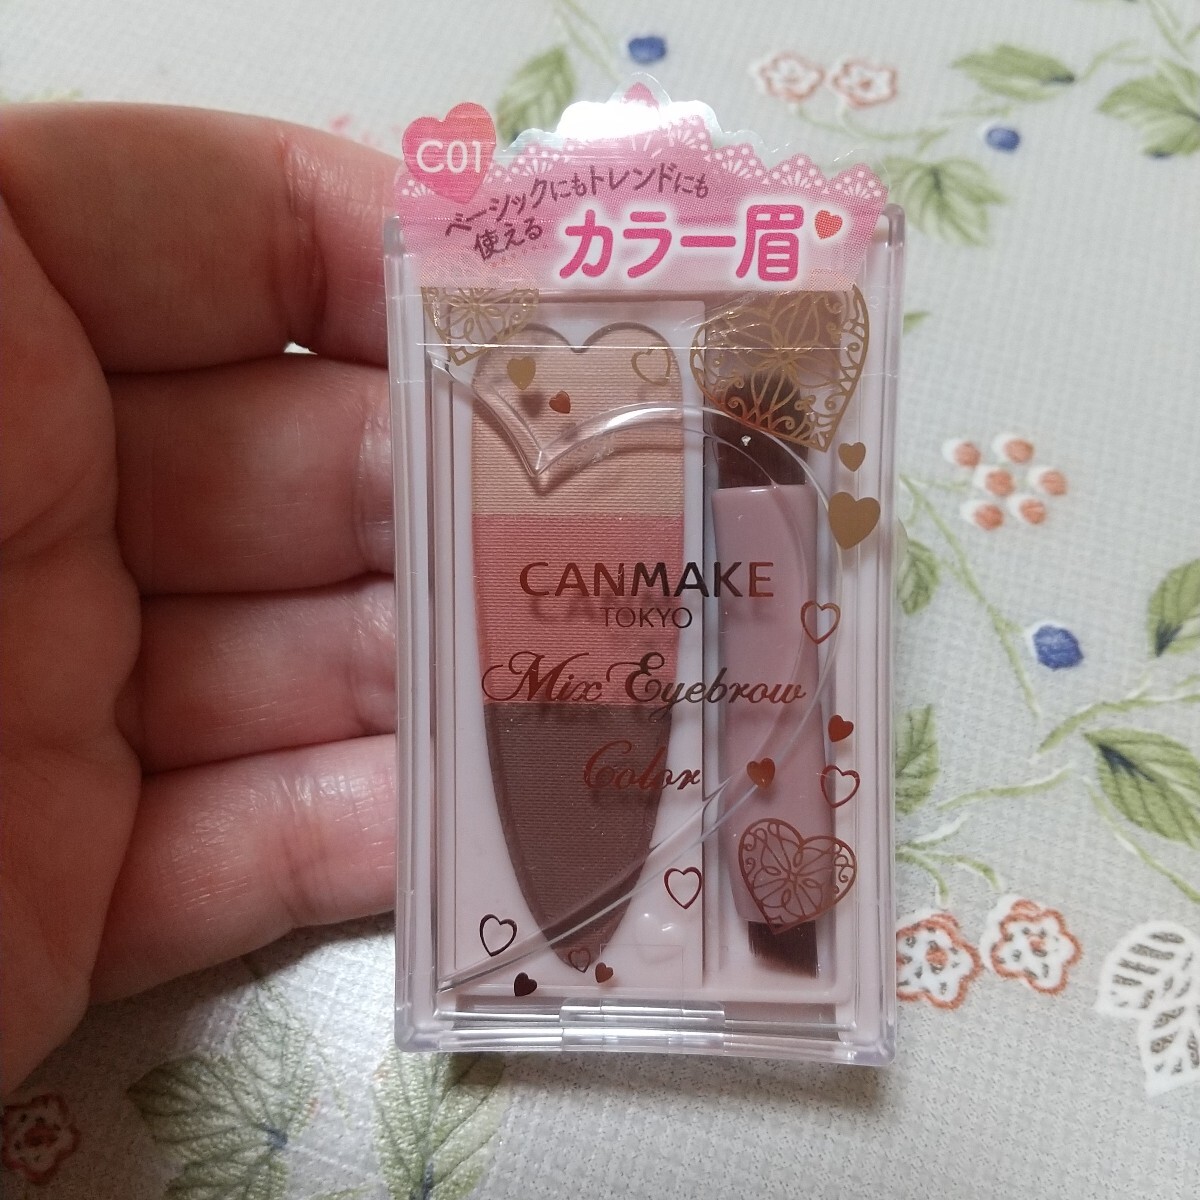 C01
ベーシックにもトレンドにも
使える
カラー眉
CANMAKE
TOKYO
Mix Eyebrow
Color